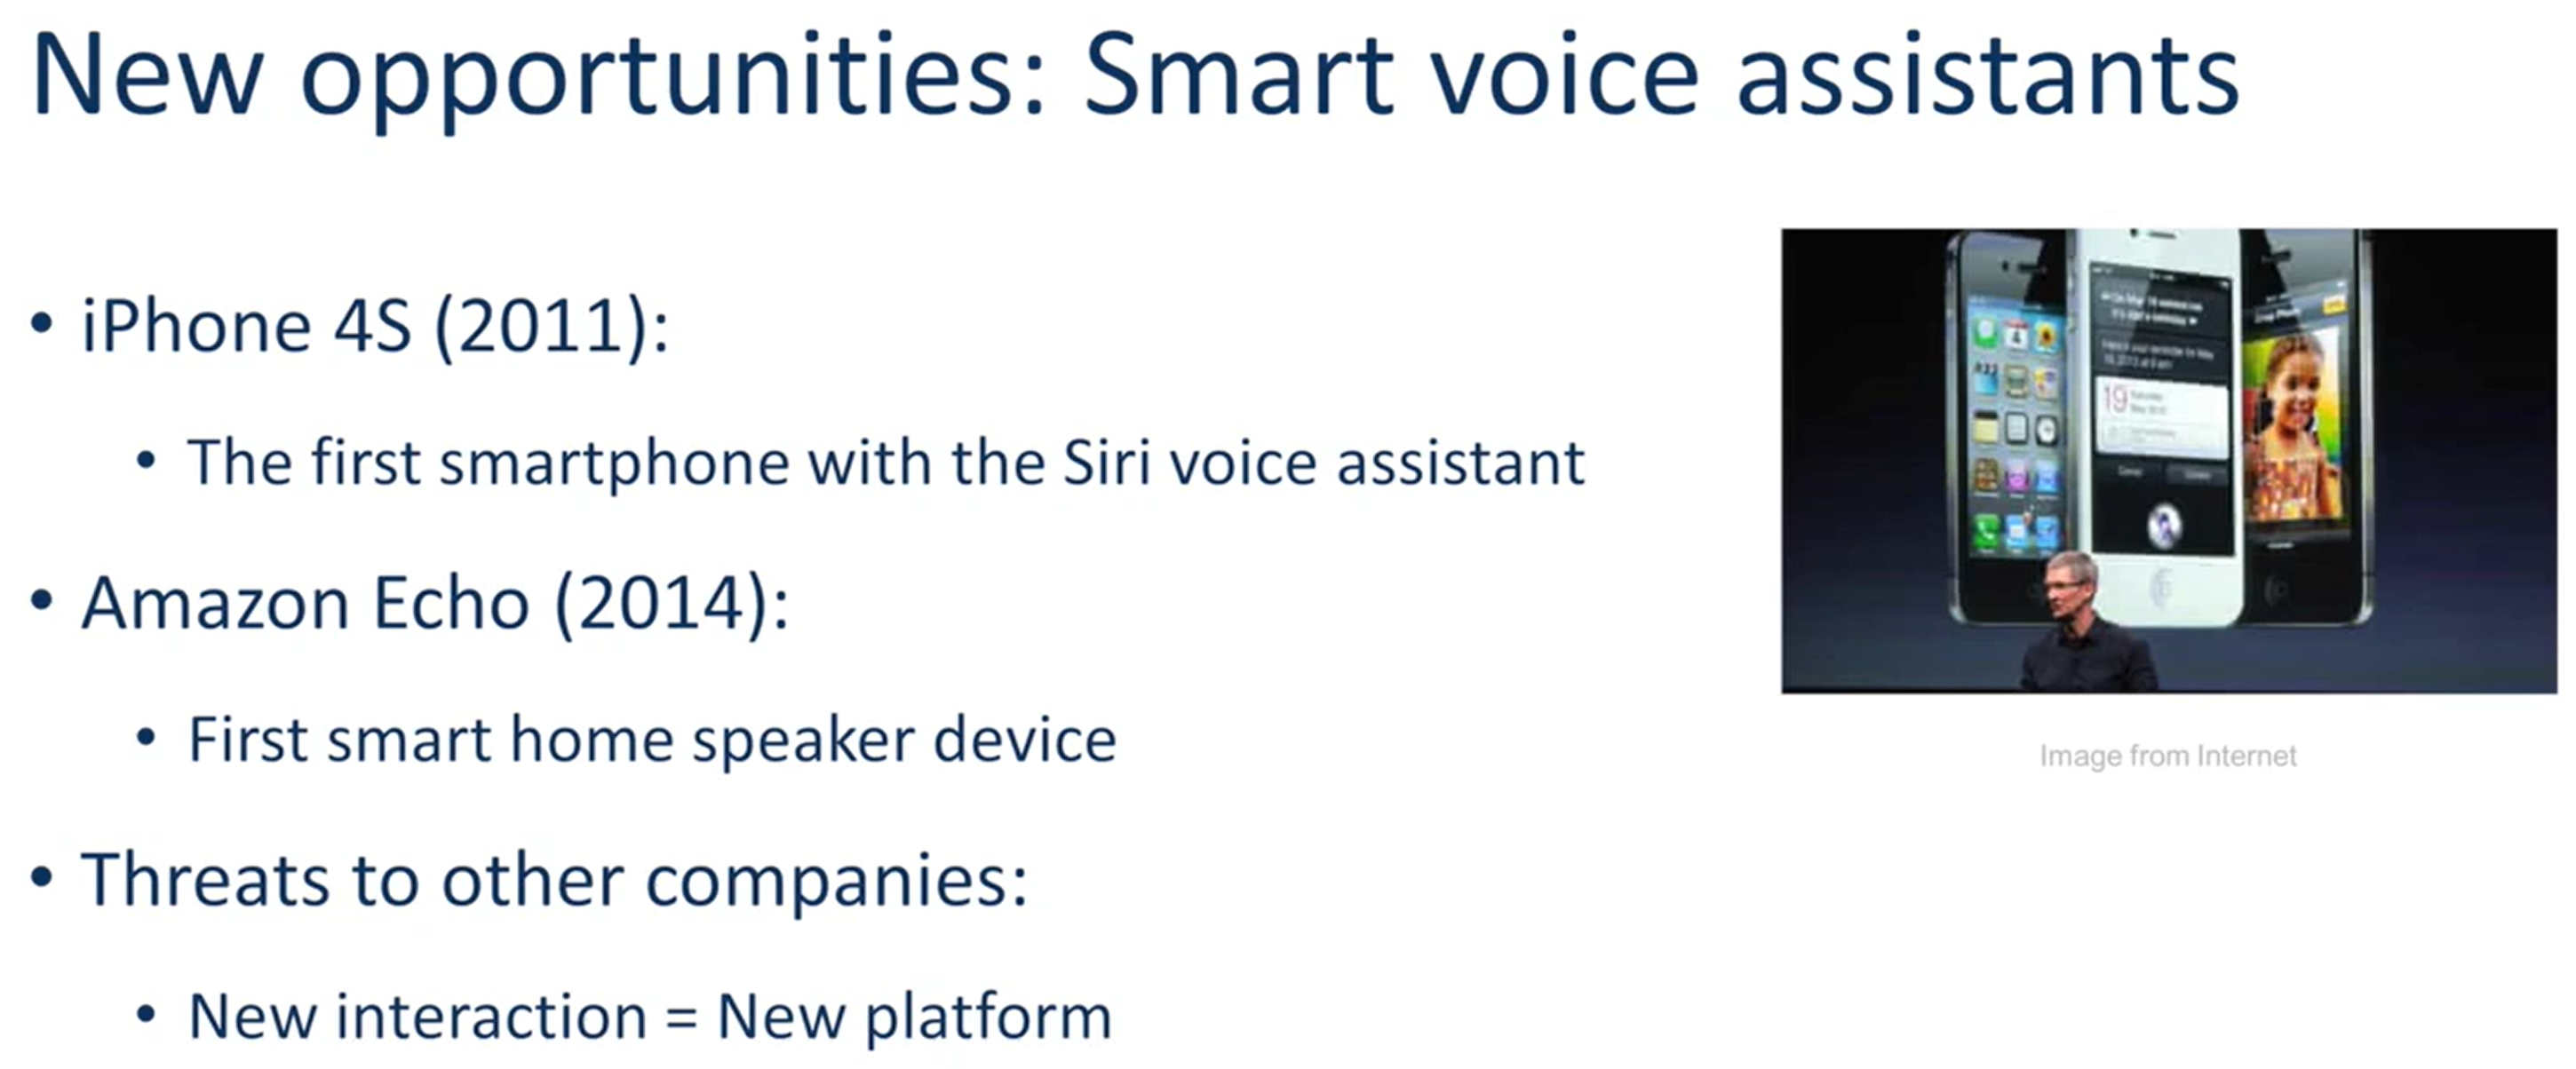 New opportunities: Smart voice assistants
• iPhone 4S (2011):
• The first smartphone with the Siri voice assistant
• Amazon Echo (2014):
• First smart home speaker device
• Threats to other companies:
• New interaction = New platform
19
Image from Internet